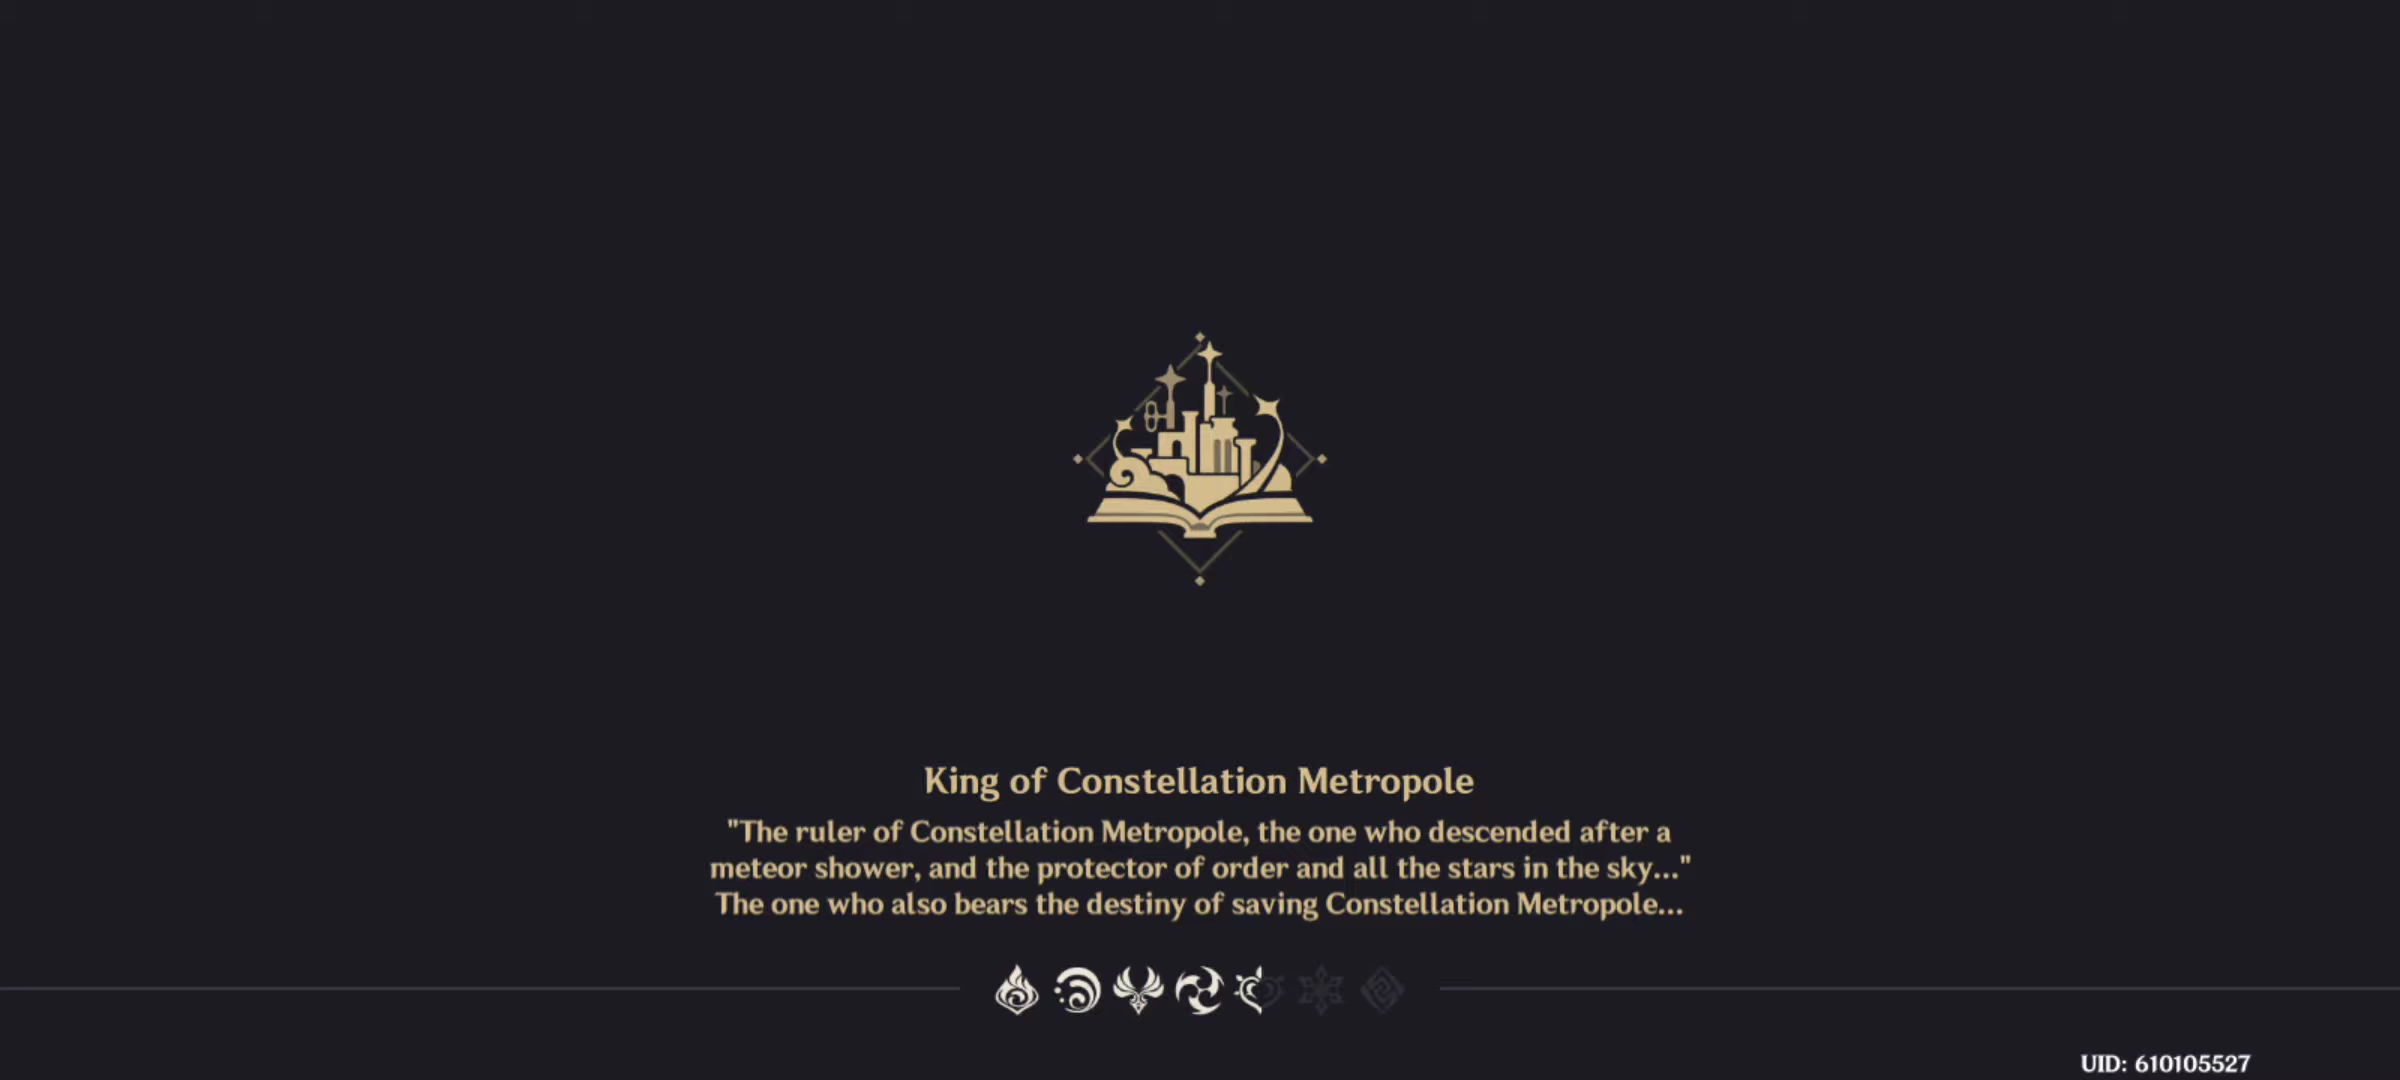 King of Constellation Metropole
"The ruler of Constellation Metropole, the one who descended after a
meteor shower, and the protector of order and all the stars in the sky..."
The one who also bears the destiny of saving Constellation Metropole...
UID: 610105527